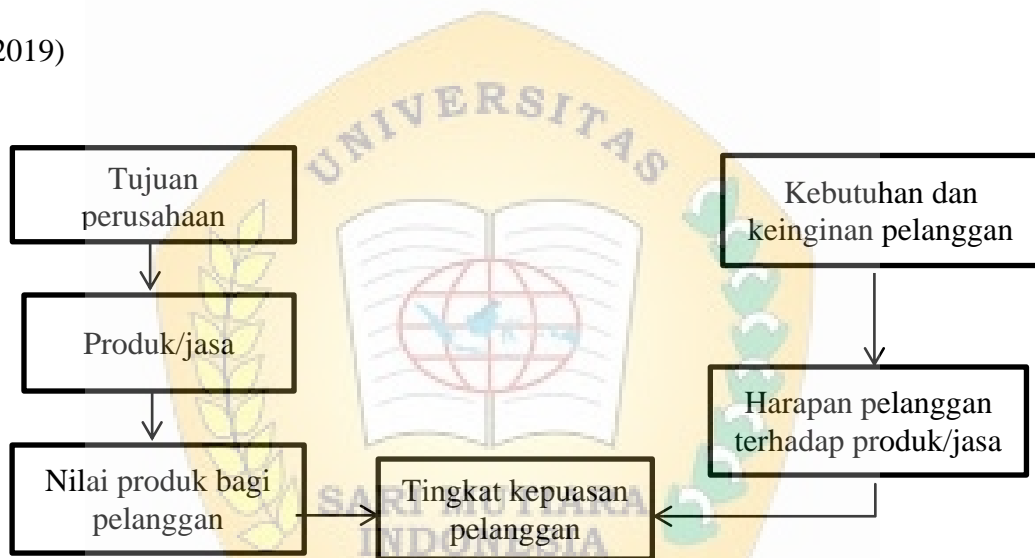 2019)
UNIVERSITAS
Tujuan
perusahaan
Kebutuhan dan
keinginan pelanggan
Produk/jasa
Harapan pelanggan
terhadap produk/jasa
Nilai produk bagi
pelanggan
Tingkat kepuasan
pelanggan
SARI MUTIARA
INDONESIA